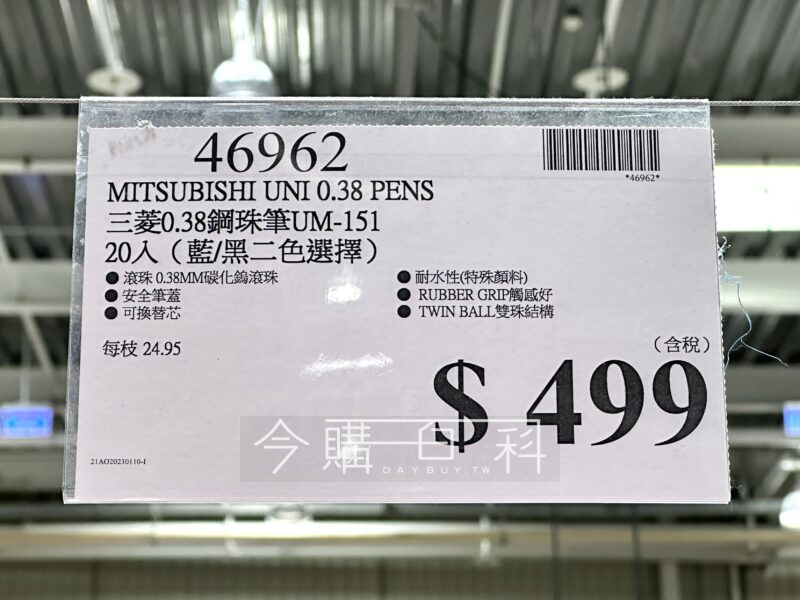 46962
*46962*
MITSUBISHI UNI 0.38 PENS
三菱0.38鋼珠筆UM-151
20入（藍/黑二色選擇）
● 滾珠 0.38MM碳化鎢滾珠
● 安全筆蓋
● 可換替芯
● 耐水性(特殊顏料)
● RUBBER GRIP觸感好
● TWIN BALL雙珠結構
每枝 24.95
（含稅）
$ 499
21AO20230110-I
今購百科
DAYBUY.TW